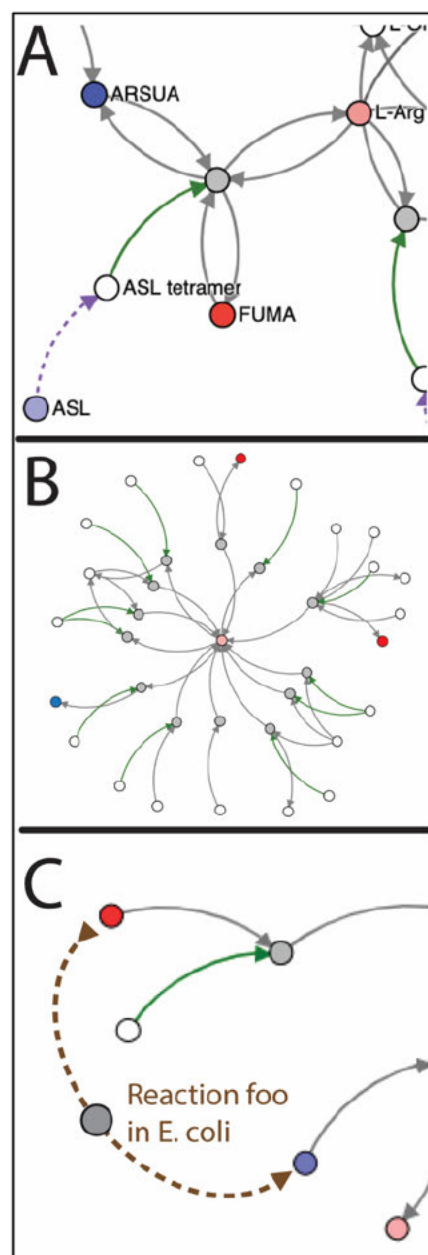 A
ARSUA
L-Arg
ASL tetramer
FUMA
ASL
B
C
Reaction foo
in E. coli